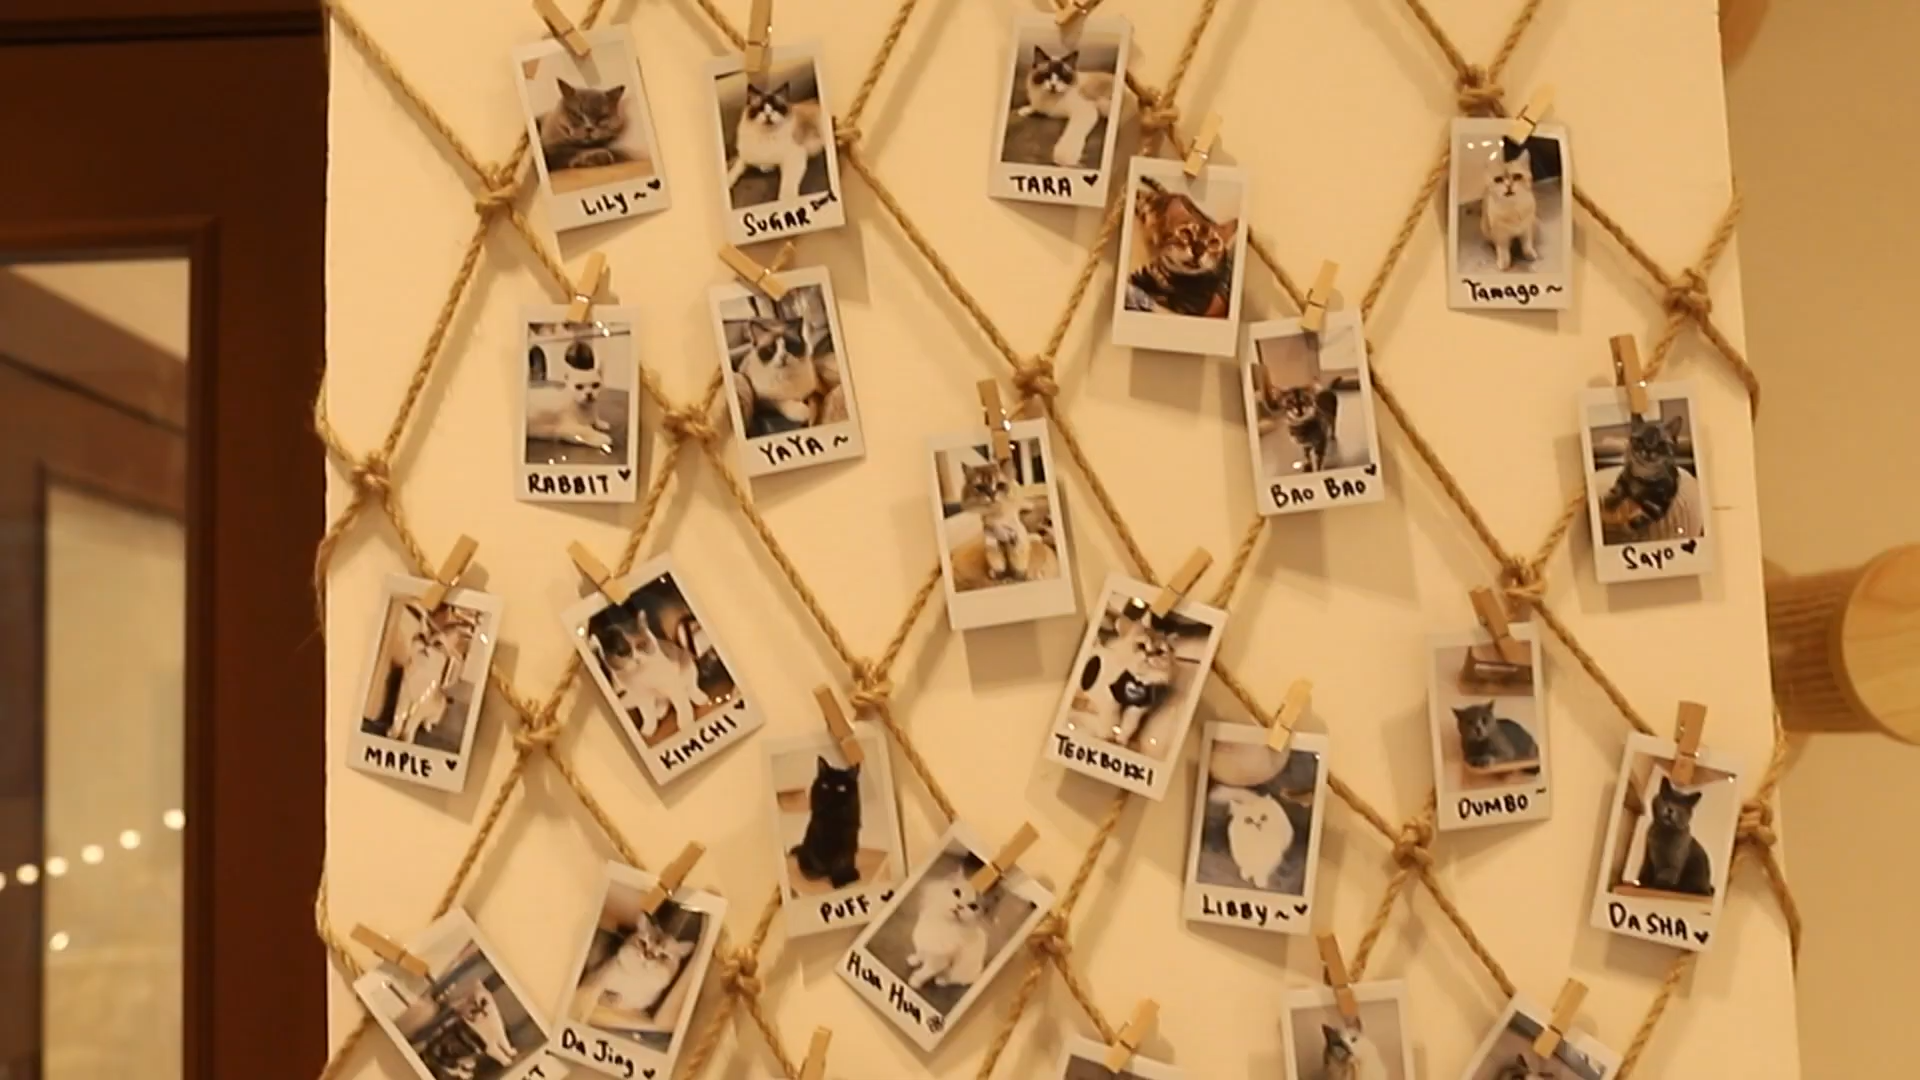 LiLy ~
SUGAR
TARA
Tamago ~
RABBIT
YAYA ~
BAO BAO
Sayo
MAPLE
KIMCHI
TEOKBOKKI
DUMBO ~
PUFF
LIBBY ~
DASHA
Hua Hua
Da Jing